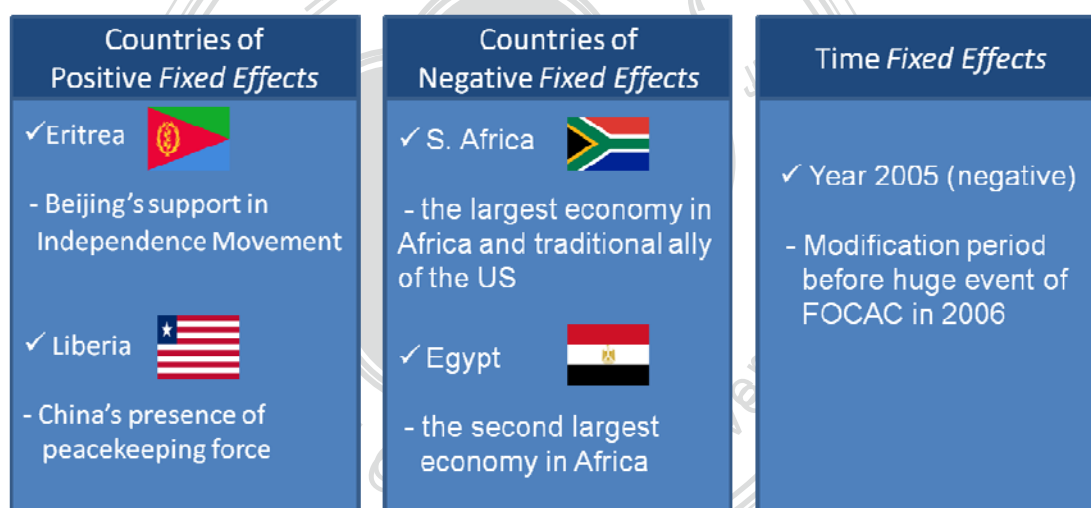 Countries of
Positive Fixed Effects
✓Eritrea
- Beijing's support in
Independence Movement
✓ Liberia
- China's presence of
peacekeeping force
Countries of
Negative Fixed Effects
✓ S. Africa
- the largest economy in
Africa and traditional ally
of the US
✓ Egypt
- the second largest
economy in Africa
Time Fixed Effects
✓ Year 2005 (negative)
- Modification period
before huge event of
FOCAC in 2006